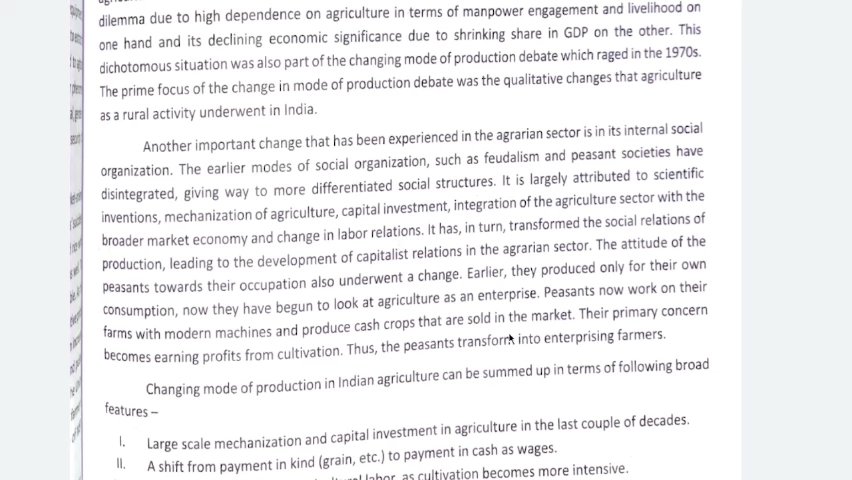 dilemma due to high dependence on agriculture in terms of manpower engagement and livelihood on
one hand and its declining economic significance due to shrinking share in GDP on the other. This
dichotomous situation was also part of the changing mode of production debate which raged in the 1970s.
The prime focus of the change in mode of production debate was the qualitative changes that agriculture
as a rural activity underwent in India.
Another important change that has been experienced in the agrarian sector is in its internal social
organization. The earlier modes of social organization, such as feudalism and peasant societies have
disintegrated, giving way to more differentiated social structures. It is largely attributed to scientific
inventions, mechanization of agriculture, capital investment, integration of the agriculture sector with the
broader market economy and change in labor relations. It has, in turn, transformed the social relations of
production, leading to the development of capitalist relations in the agrarian sector. The attitude of the
peasants towards their occupation also underwent a change. Earlier, they produced only for their own
consumption, now they have begun to look at agriculture as an enterprise. Peasants now work on their
farms with modern machines and produce cash crops that are sold in the market. Their primary concern
becomes earning profits from cultivation. Thus, the peasants transform into enterprising farmers.
Changing mode of production in Indian agriculture can be summed up in terms of following broad
features –
I. Large scale mechanization and capital investment in agriculture in the last couple of decades.
II. A shift from payment in kind (grain, etc.) to payment in cash as wages.
labor, as cultivation becomes more intensive.